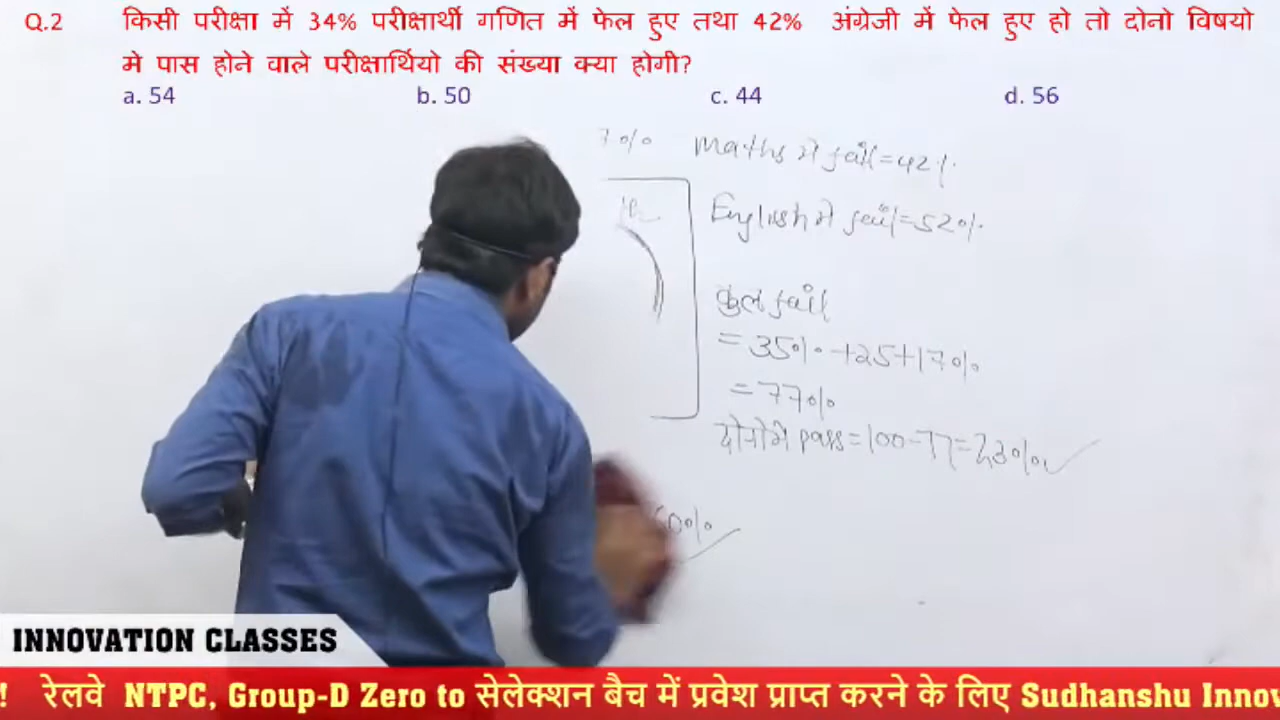 Q.2 किसी परीक्षा में 34% परीक्षार्थी गणित में फेल हुए तथा 42% अंग्रेजी में फेल हुए हो तो दोनो विषयो
मे पास होने वाले परीक्षार्थियो की संख्या क्या होगी?
a. 54 b. 50 c. 44 d. 56
7%
Maths मे fail=42%
English मे fail=52%
कुल fail
=35%+25+17%
=77%
दोनोमे pass=100-77=23%
0%
INNOVATION CLASSES
! रेलवे NTPC, Group-D Zero to सेलेक्शन बैच में प्रवेश प्राप्त करने के लिए Sudhanshu Innov